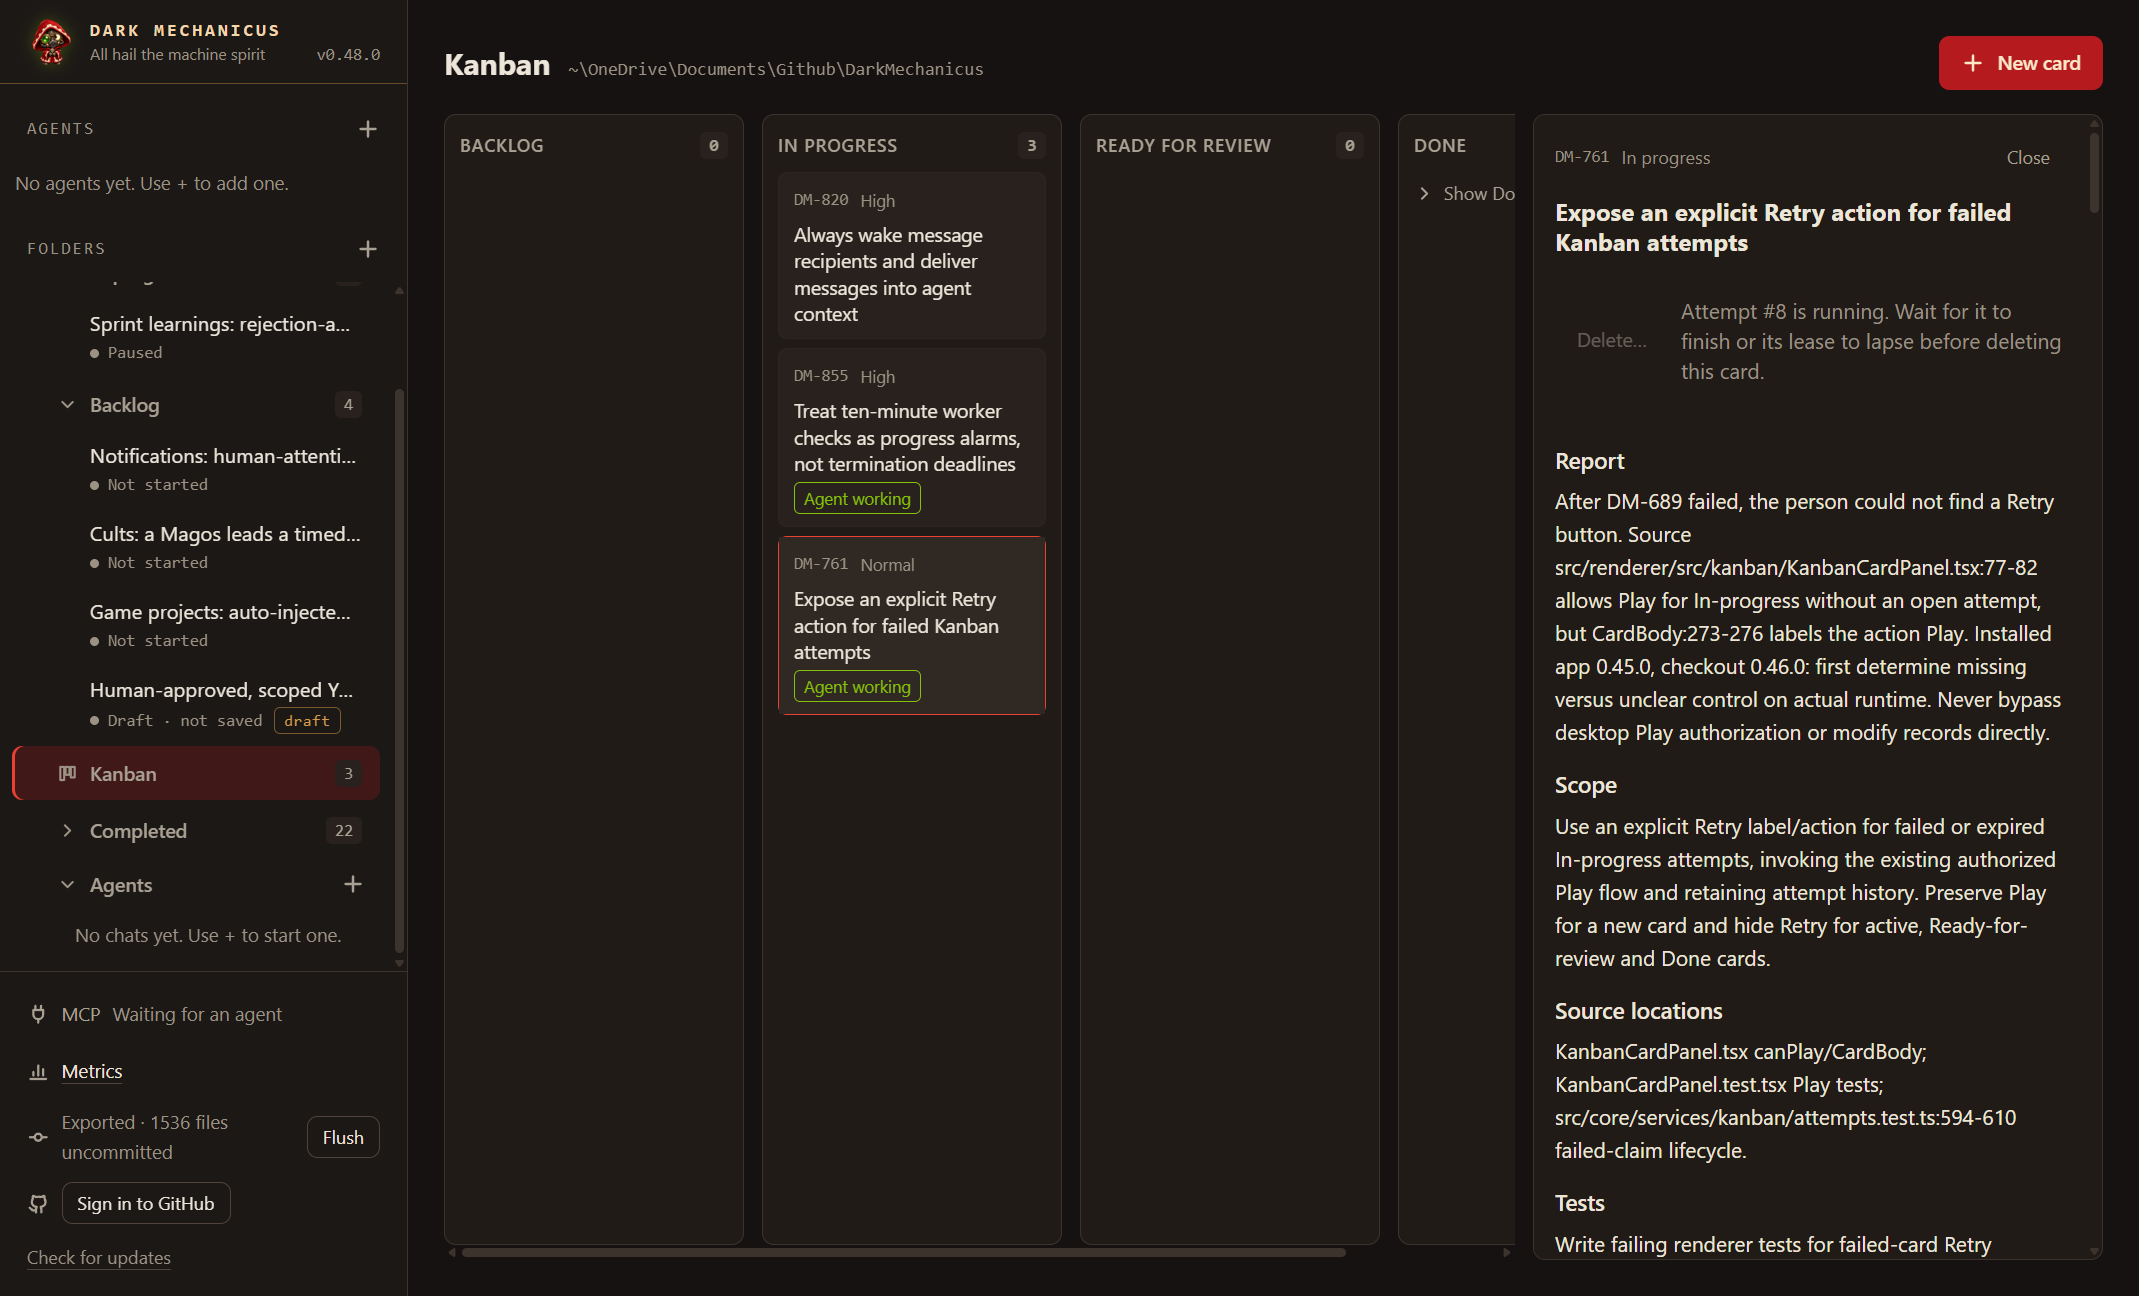 DARK MECHANICUS
All hail the machine spirit
v0.48.0
AGENTS
No agents yet. Use + to add one.
FOLDERS
Sprint learnings: rejection-a...
Paused
Backlog
4
Notifications: human-attenti...
Not started
Cults: a Magos leads a timed...
Not started
Game projects: auto-injecte...
Not started
Human-approved, scoped Y...
Draft · not saved
draft
Kanban
3
Completed
22
Agents
No chats yet. Use + to start one.
MCP Waiting for an agent
Metrics
Exported · 1536 files
uncommitted
Flush
Sign in to GitHub
Check for updates
Kanban
~\OneDrive\Documents\Github\DarkMechanicus
New card
BACKLOG
0
IN PROGRESS
3
DM-820 High
Always wake message
recipients and deliver
messages into agent
context
DM-855 High
Treat ten-minute worker
checks as progress alarms,
not termination deadlines
Agent working
DM-761 Normal
Expose an explicit Retry
action for failed Kanban
attempts
Agent working
READY FOR REVIEW
0
DONE
Show Do
DM-761 In progress
Close
Expose an explicit Retry action for failed
Kanban attempts
Delete...
Attempt #8 is running. Wait for it to
finish or its lease to lapse before deleting
this card.
Report
After DM-689 failed, the person could not find a Retry
button. Source
src/renderer/src/kanban/KanbanCardPanel.tsx:77-82
allows Play for In-progress without an open attempt,
but CardBody:273-276 labels the action Play. Installed
app 0.45.0, checkout 0.46.0: first determine missing
versus unclear control on actual runtime. Never bypass
desktop Play authorization or modify records directly.
Scope
Use an explicit Retry label/action for failed or expired
In-progress attempts, invoking the existing authorized
Play flow and retaining attempt history. Preserve Play
for a new card and hide Retry for active, Ready-for-
review and Done cards.
Source locations
KanbanCardPanel.tsx canPlay/CardBody;
KanbanCardPanel.test.tsx Play tests;
src/core/services/kanban/attempts.test.ts:594-610
failed-claim lifecycle.
Tests
Write failing renderer tests for failed-card Retry